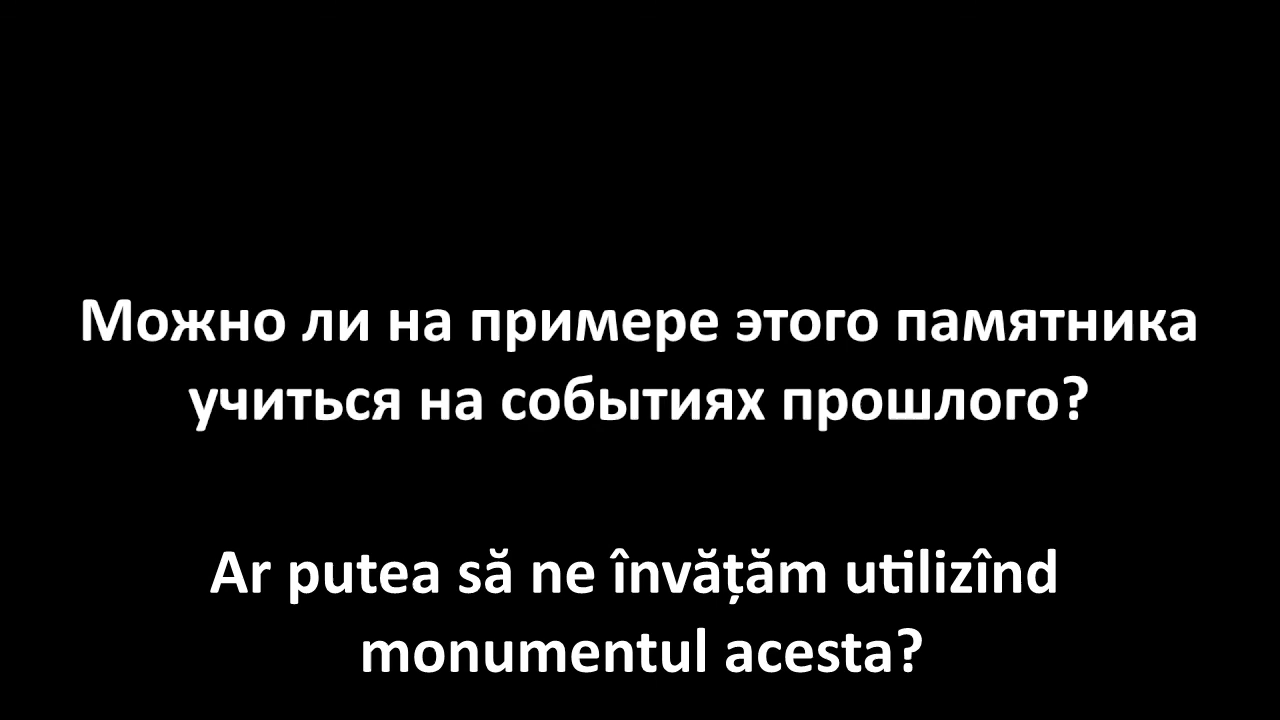 Можно ли на примере этого памятника
учиться на событиях прошлого?
Ar putea să ne învățăm utilizînd
monumentul acesta?